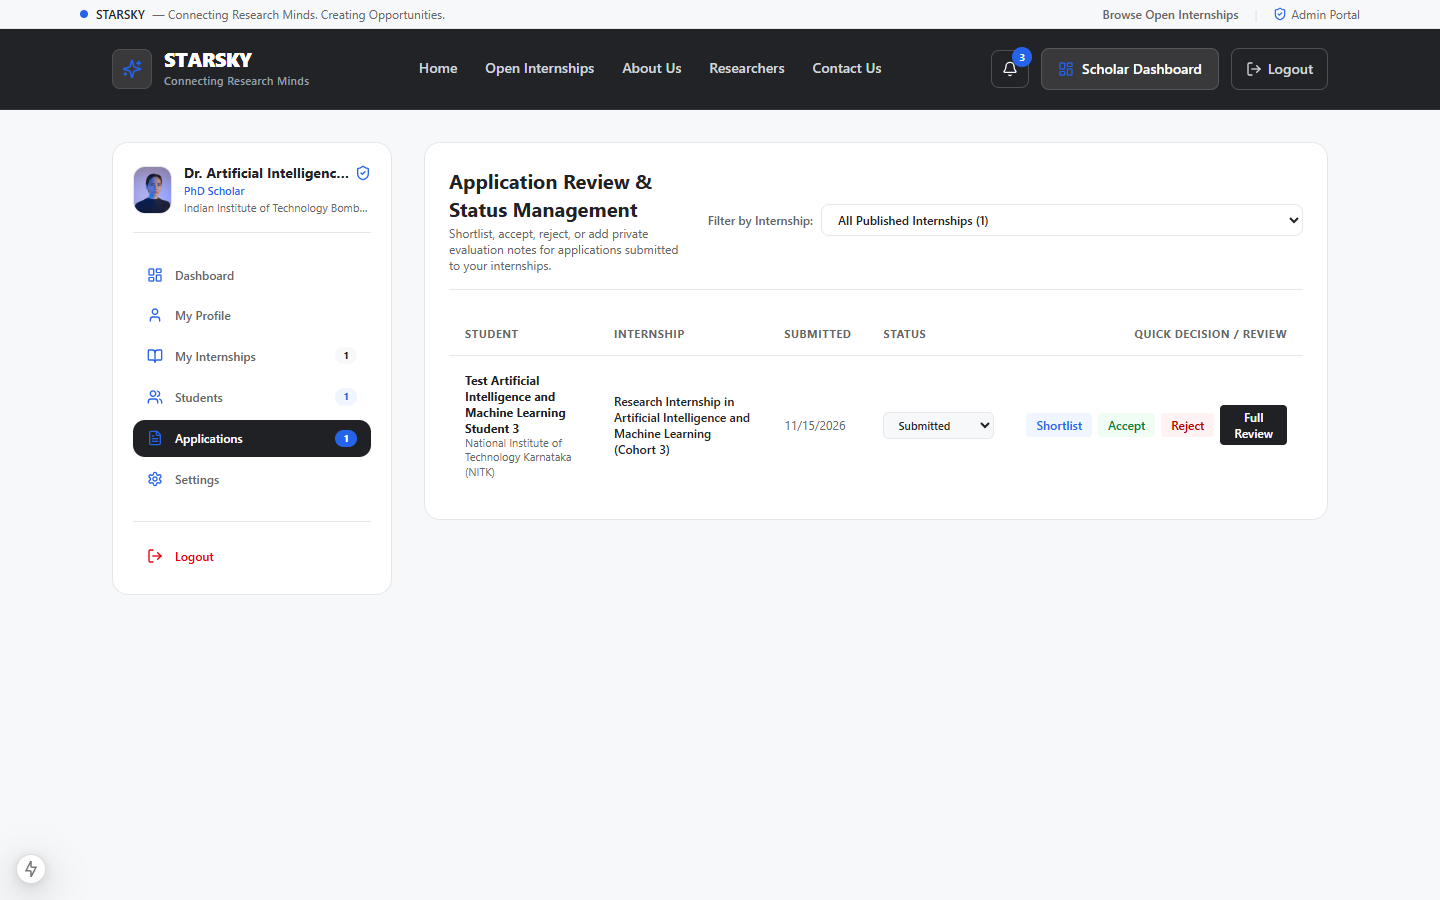 STARSKY — Connecting Research Minds. Creating Opportunities.
Browse Open Internships | Admin Portal
STARSKY
Connecting Research Minds
Home
Open Internships
About Us
Researchers
Contact Us
3
Scholar Dashboard
Logout
Dr. Artificial Intelligenc...
PhD Scholar
Indian Institute of Technology Bomb...
Dashboard
My Profile
My Internships 1
Students 1
Applications 1
Settings
Logout
Application Review &
Status Management
Shortlist, accept, reject, or add private
evaluation notes for applications submitted
to your internships.
Filter by Internship: All Published Internships (1)
STUDENT INTERNSHIP SUBMITTED STATUS QUICK DECISION / REVIEW
Test Artificial
Intelligence and
Machine Learning
Student 3
National Institute of
Technology Karnataka
(NITK)
Research Internship in
Artificial Intelligence and
Machine Learning
(Cohort 3)
11/15/2026
Submitted
Shortlist
Accept
Reject
Full
Review